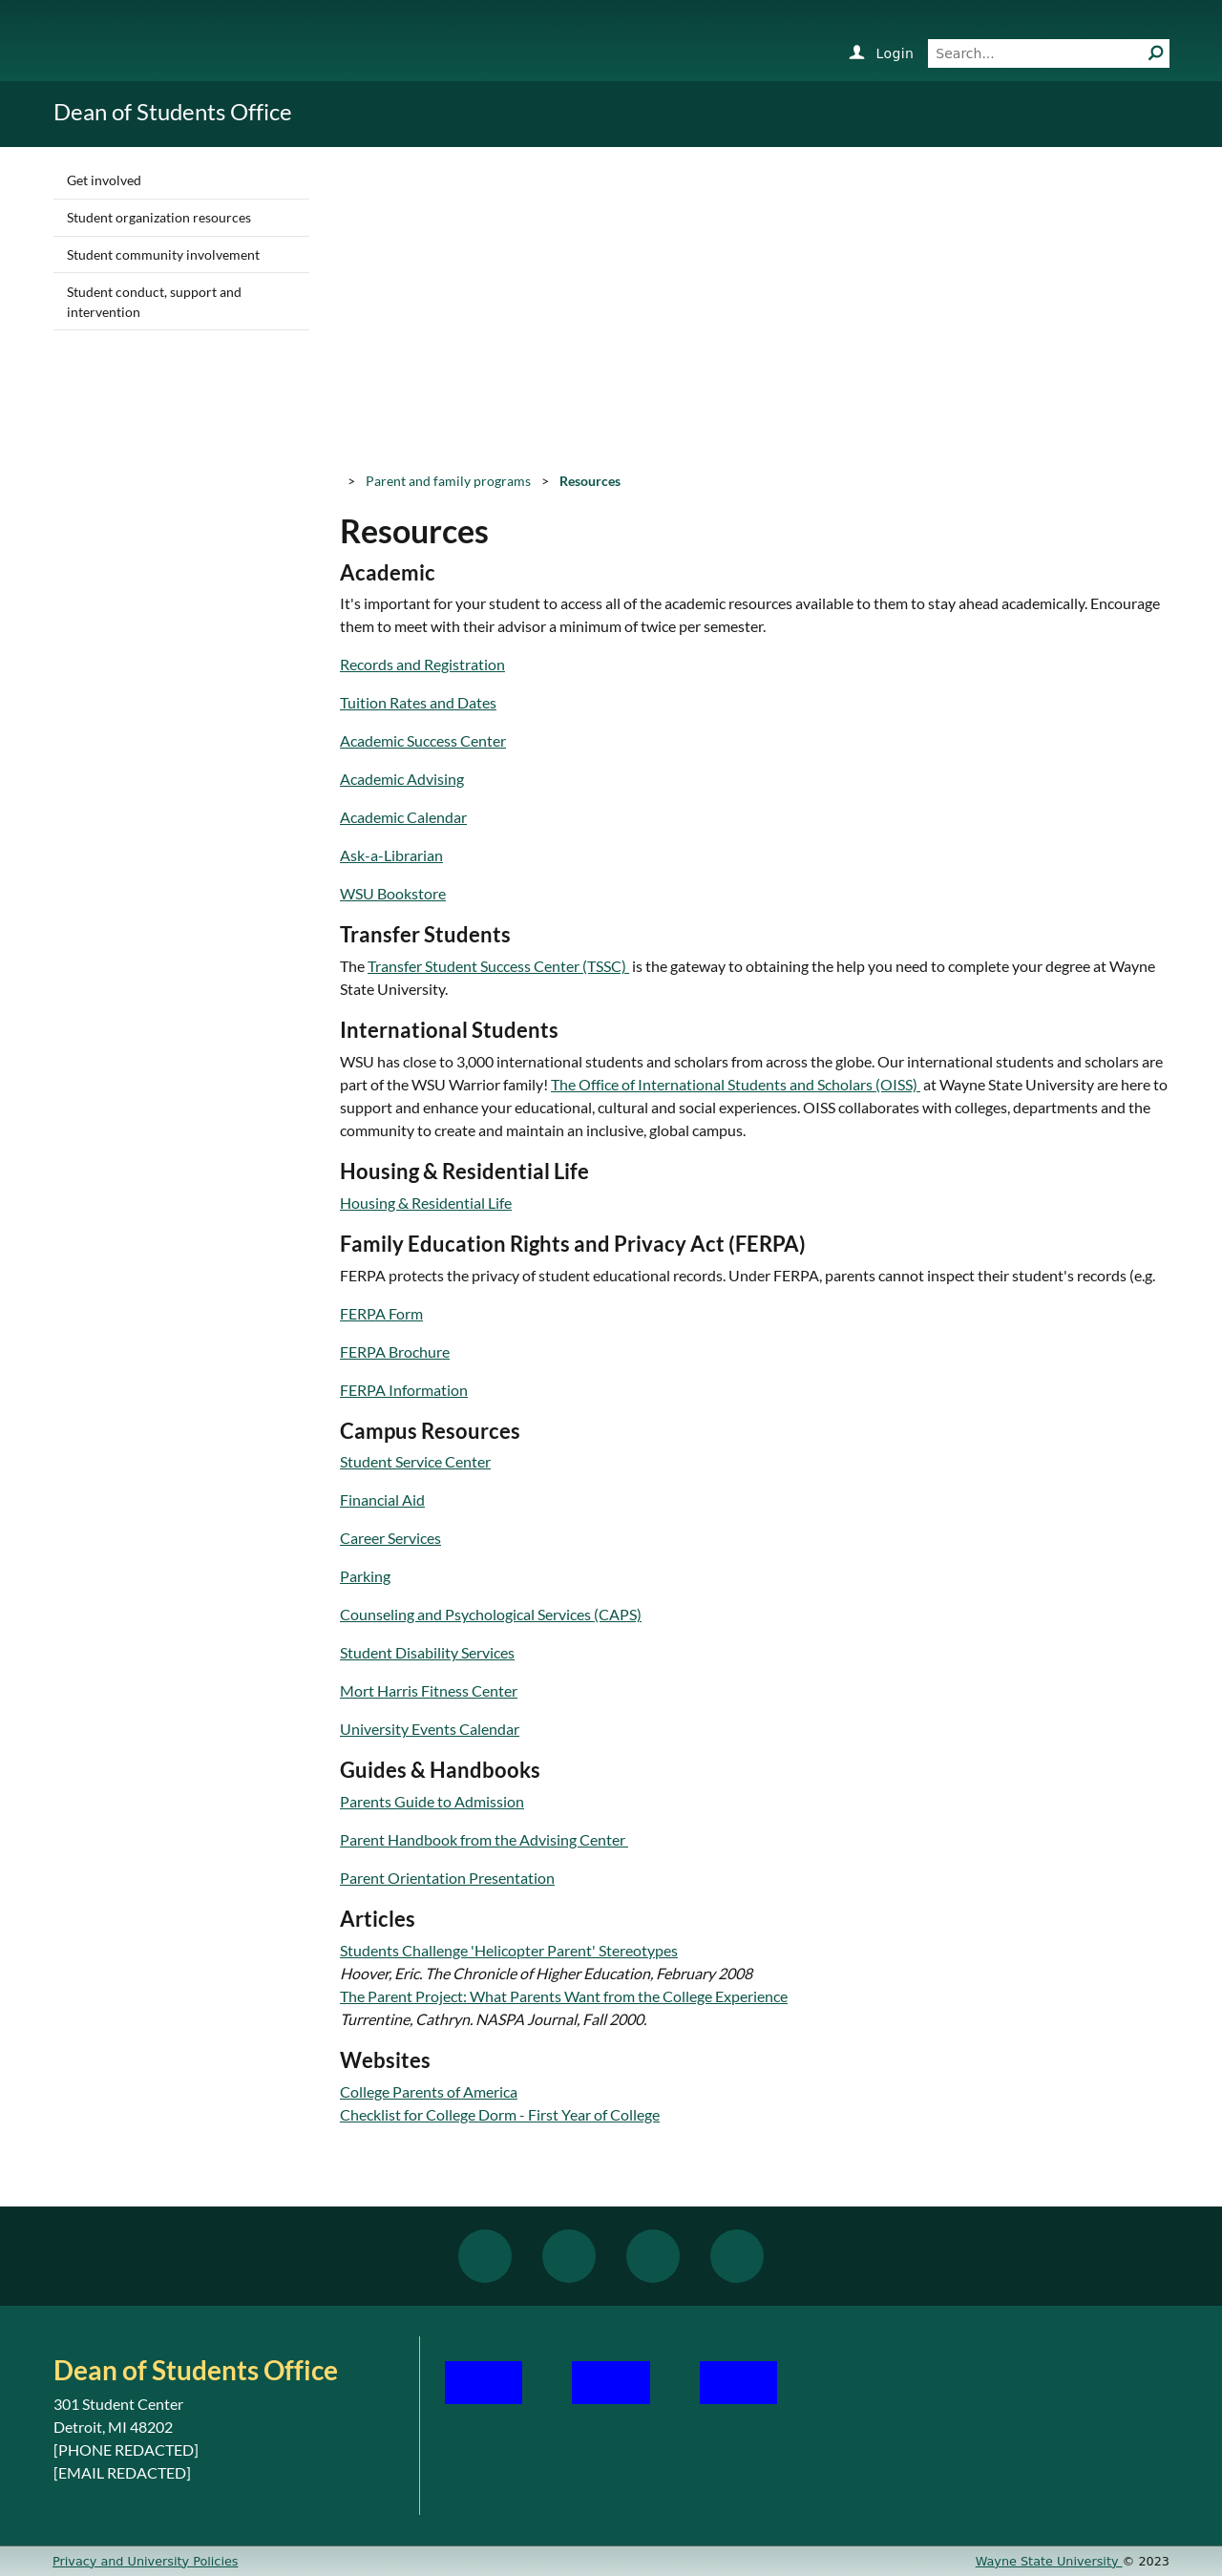 Login
Search...
Dean of Students Office
Get involved
Student organization resources
Student community involvement
Student conduct, support and
intervention
> Parent and family programs > Resources
Resources
Academic
It's important for your student to access all of the academic resources available to them to stay ahead academically. Encourage
them to meet with their advisor a minimum of twice per semester.
Records and Registration
Tuition Rates and Dates
Academic Success Center
Academic Advising
Academic Calendar
Ask-a-Librarian
WSU Bookstore
Transfer Students
The Transfer Student Success Center (TSSC)  is the gateway to obtaining the help you need to complete your degree at Wayne
State University.
International Students
WSU has close to 3,000 international students and scholars from across the globe. Our international students and scholars are
part of the WSU Warrior family! The Office of International Students and Scholars (OISS)  at Wayne State University are here to
support and enhance your educational, cultural and social experiences. OISS collaborates with colleges, departments and the
community to create and maintain an inclusive, global campus.
Housing & Residential Life
Housing & Residential Life
Family Education Rights and Privacy Act (FERPA)
FERPA protects the privacy of student educational records. Under FERPA, parents cannot inspect their student's records (e.g.
FERPA Form
FERPA Brochure
FERPA Information
Campus Resources
Student Service Center
Financial Aid
Career Services
Parking
Counseling and Psychological Services (CAPS)
Student Disability Services
Mort Harris Fitness Center
University Events Calendar
Guides & Handbooks
Parents Guide to Admission
Parent Handbook from the Advising Center
Parent Orientation Presentation
Articles
Students Challenge 'Helicopter Parent' Stereotypes
Hoover, Eric. The Chronicle of Higher Education, February 2008
The Parent Project: What Parents Want from the College Experience
Turrentine, Cathryn. NASPA Journal, Fall 2000.
Websites
College Parents of America
Checklist for College Dorm - First Year of College
Dean of Students Office
301 Student Center
Detroit, MI 48202
[PHONE REDACTED]
[EMAIL REDACTED]
Privacy and University Policies
Wayne State University © 2023